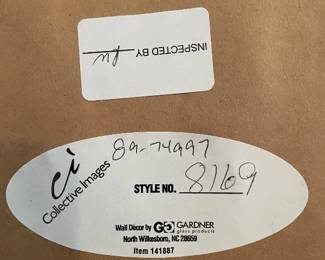 INSPECTED BY
ci
Collective Images
89-74997
STYLE NO. 8169
Wall Décor by GG GARDNER
glass products
North Wilkesboro, NC 28659
Item 141887